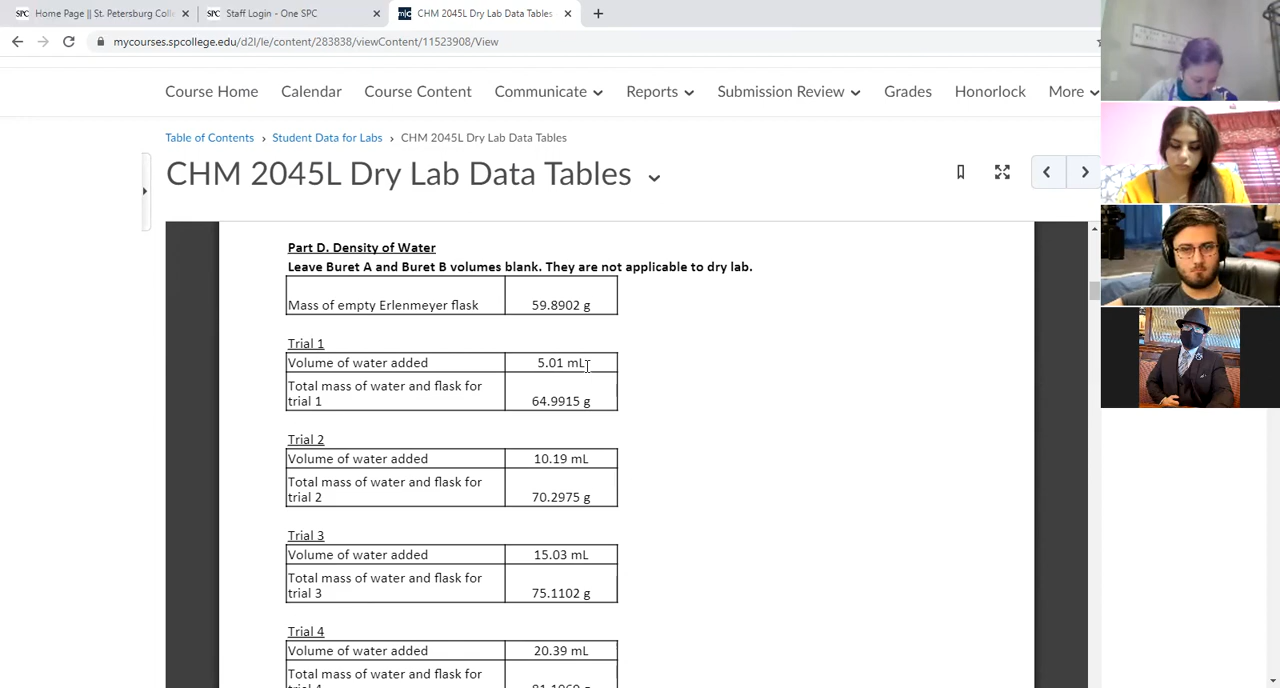 Home Page || St. Petersburg Coll
Staff Login - One SPC
CHM 2045L Dry Lab Data Tables
mycourses.spcollege.edu/d2l/le/content/283838/viewContent/11523908/View
Course Home Calendar Course Content Communicate Reports Submission Review Grades Honorlock More
Table of Contents › Student Data for Labs › CHM 2045L Dry Lab Data Tables
CHM 2045L Dry Lab Data Tables
Part D. Density of Water
Leave Buret A and Buret B volumes blank. They are not applicable to dry lab.
Mass of empty Erlenmeyer flask 59.8902 g
Trial 1
Volume of water added 5.01 mL
Total mass of water and flask for
trial 1 64.9915 g
Trial 2
Volume of water added 10.19 mL
Total mass of water and flask for
trial 2 70.2975 g
Trial 3
Volume of water added 15.03 mL
Total mass of water and flask for
trial 3 75.1102 g
Trial 4
Volume of water added 20.39 mL
Total mass of water and flask for